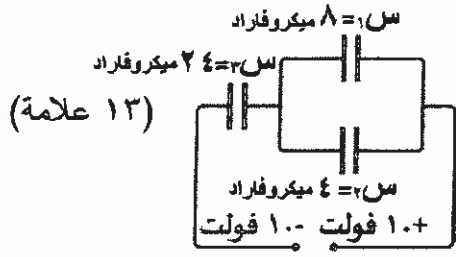 س١= ٨ ميكروفاراد
س٣= ٢٤ ميكروفاراد
(١٣ علامة)
س٢= ٤ ميكروفاراد
+١٠ فولت -١٠ فولت